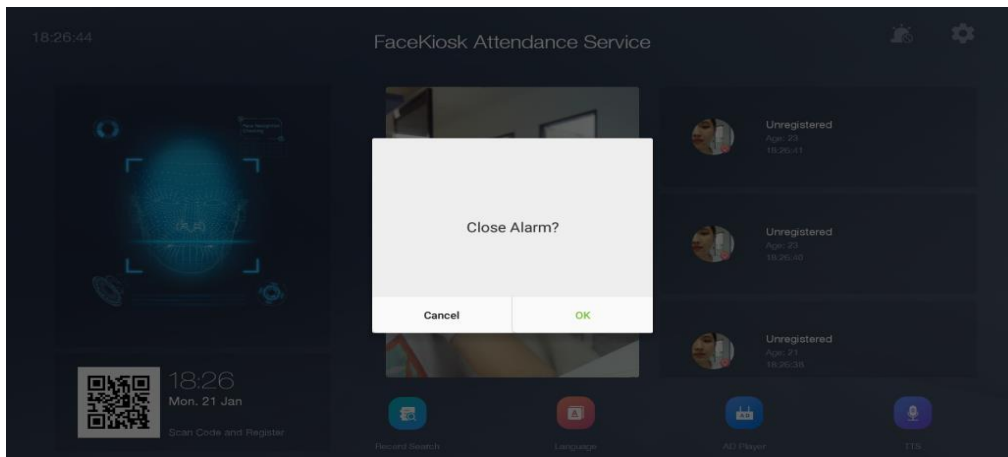 18:26:44
FaceKiosk Attendance Service
Unregistered
Age: 23
18:26:41
Close Alarm?
Unregistered
Age: 23
18:26:40
Cancel
OK
Unregistered
Age: 21
18:26:38
18:26
Mon. 21 Jan
Scan Code and Register
Record Search
Language
AD Player